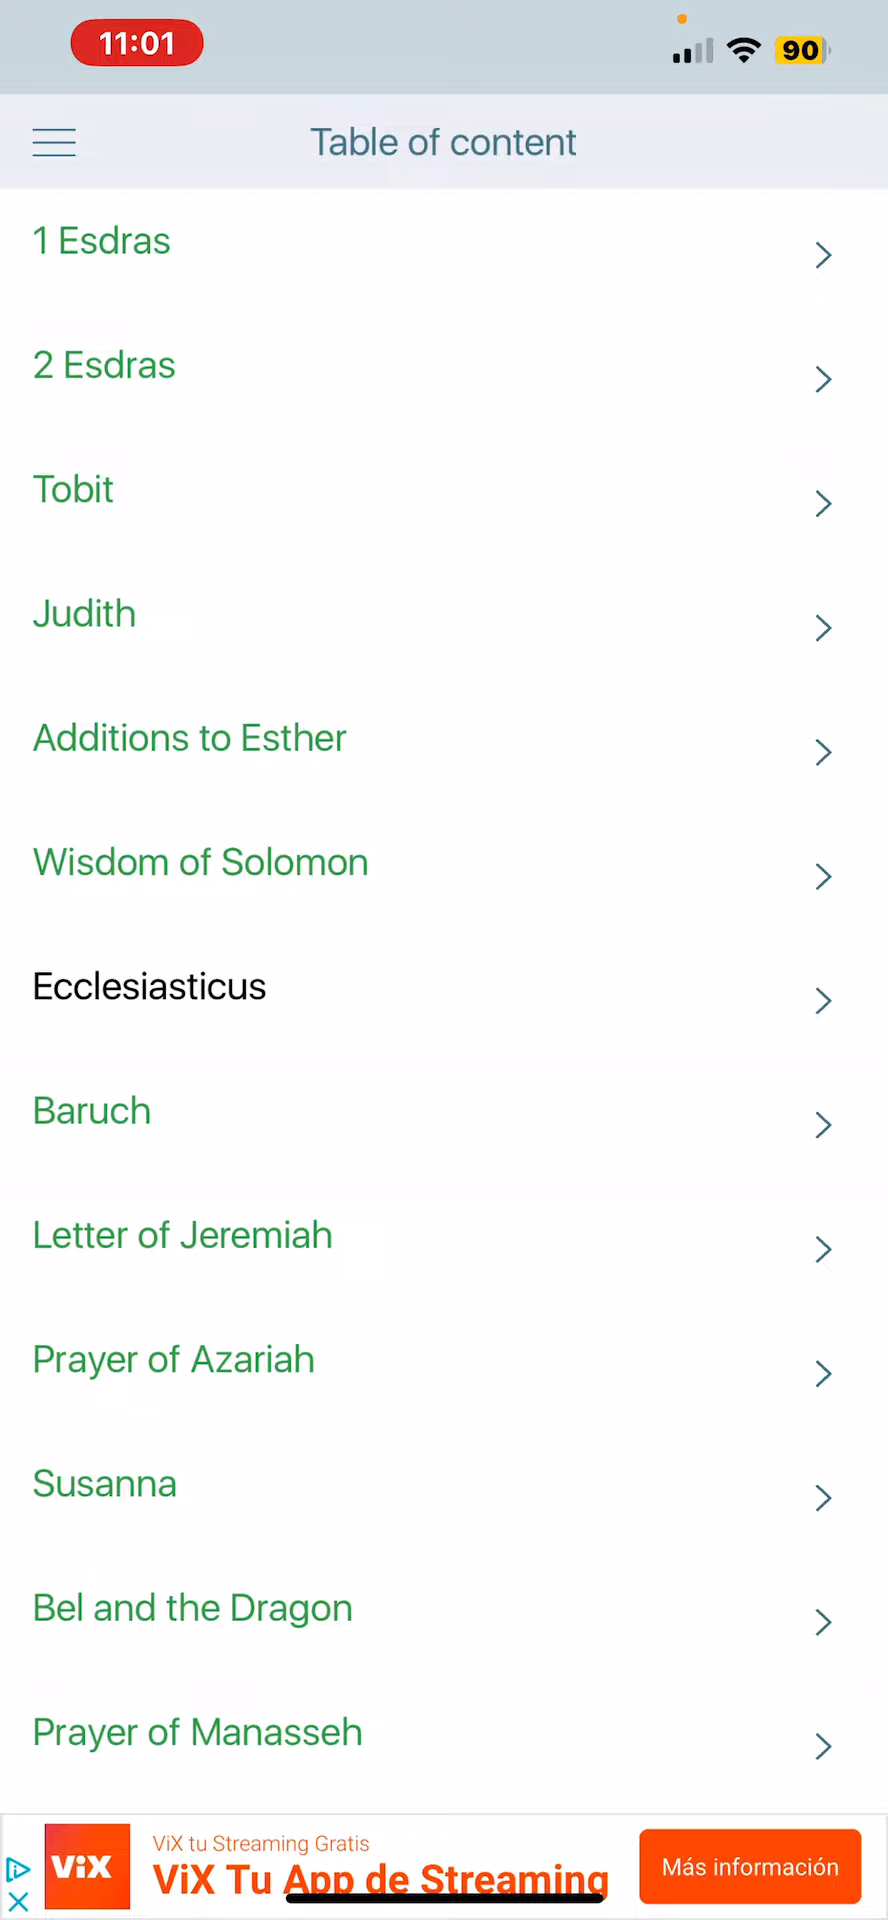 11:01
90
Table of content
1 Esdras
2 Esdras
Tobit
Judith
Additions to Esther
Wisdom of Solomon
Ecclesiasticus
Baruch
Letter of Jeremiah
Prayer of Azariah
Susanna
Bel and the Dragon
Prayer of Manasseh
ViX
ViX tu Streaming Gratis
ViX Tu App de Streaming
Más información